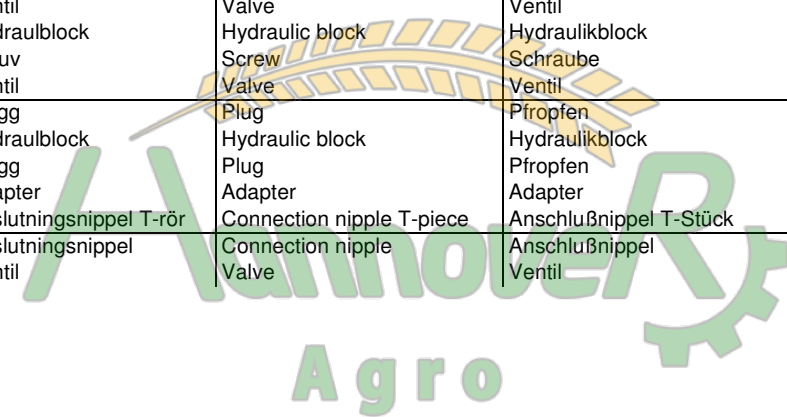 ntil Valve Ventil
draulblock Hydraulic block Hydraulikblock
uv Screw Schraube
ntil Valve Ventil
gg Plug Pfropfen
draulblock Hydraulic block Hydraulikblock
gg Plug Pfropfen
apter Adapter Adapter
slutningsnippel T-rör Connection nipple T-piece Anschlußnippel T-Stück
slutningsnippel Connection nipple Anschlußnippel
ntil Valve Ventil
HannoveR
Agro